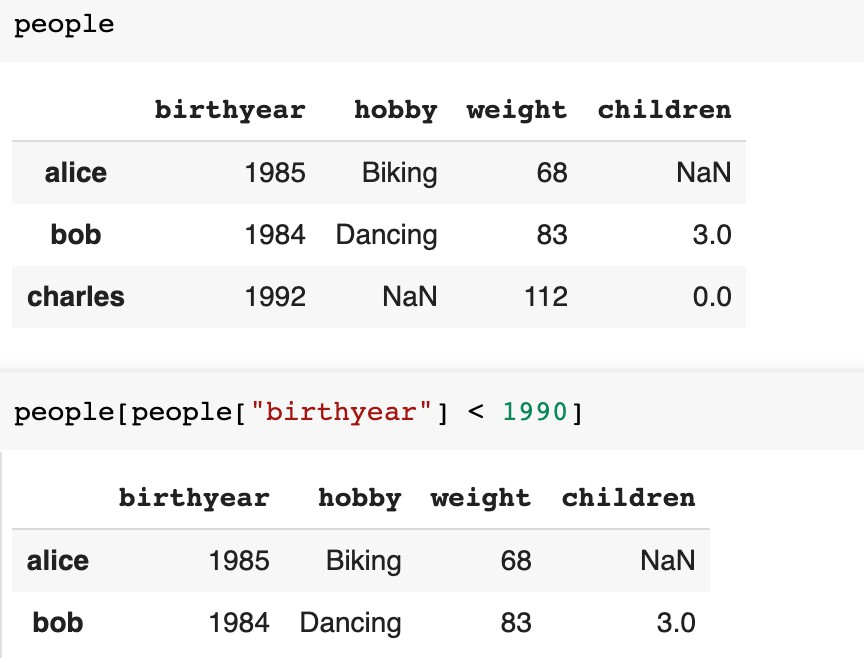 people
birthyear hobby weight children
alice 1985 Biking 68 NaN
bob 1984 Dancing 83 3.0
charles 1992 NaN 112 0.0
people[people["birthyear"] < 1990]
birthyear hobby weight children
alice 1985 Biking 68 NaN
bob 1984 Dancing 83 3.0